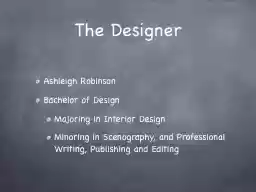 The Designer
Ashleigh Robinson
Bachelor of Design
Majoring in Interior Design
Minoring in Scenography, and Professional
Writing, Publishing and Editing